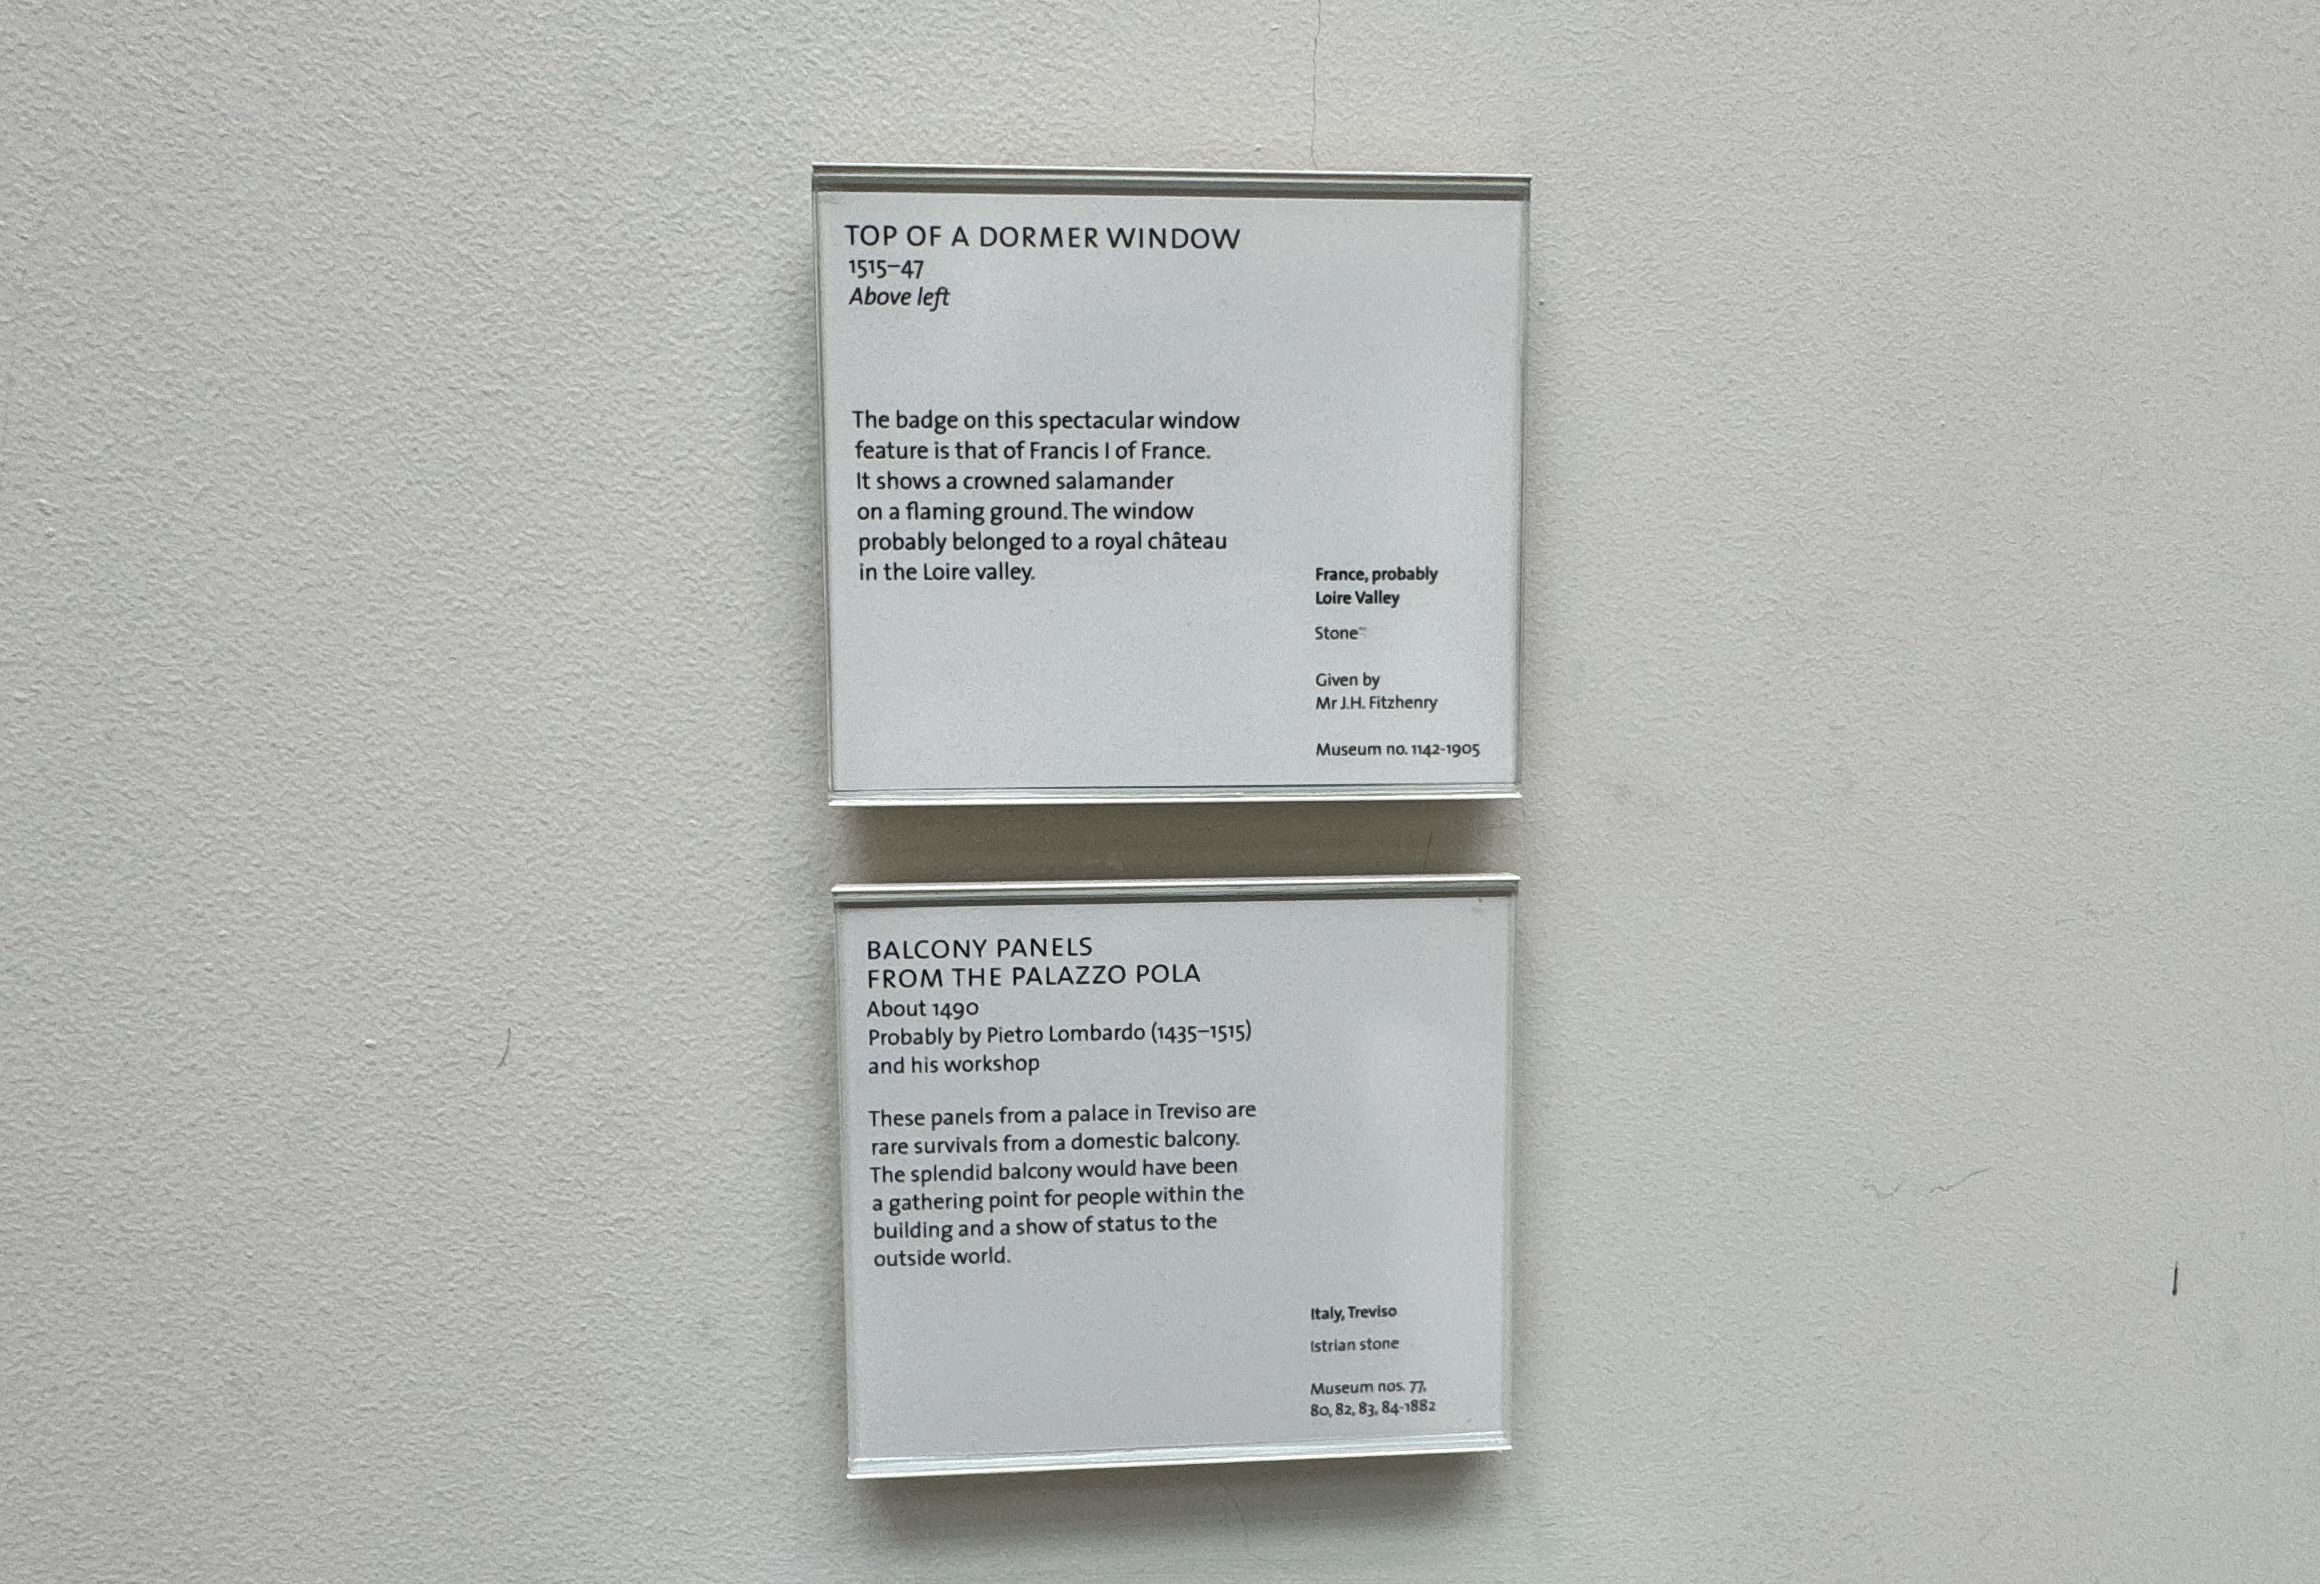 TOP OF A DORMER WINDOW
1515–47
Above left
The badge on this spectacular window
feature is that of Francis I of France.
It shows a crowned salamander
on a flaming ground. The window
probably belonged to a royal château
in the Loire valley.
France, probably
Loire Valley
Stone
Given by
Mr J.H. Fitzhenry
Museum no. 1142-1905
BALCONY PANELS
FROM THE PALAZZO POLA
About 1490
Probably by Pietro Lombardo (1435–1515)
and his workshop
These panels from a palace in Treviso are
rare survivals from a domestic balcony.
The splendid balcony would have been
a gathering point for people within the
building and a show of status to the
outside world.
Italy, Treviso
Istrian stone
Museum nos. 77,
80, 82, 83, 84-1882